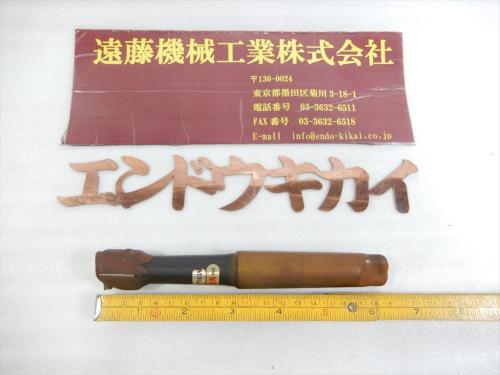 遠藤機械工業株式会社
〒130-0024
東京都墨田区菊川3-18-1
電話番号 03-3632-6511
FAX番号 03-3632-6518
E-mail info@endo-kikai.co.jp
エンドウキカイ